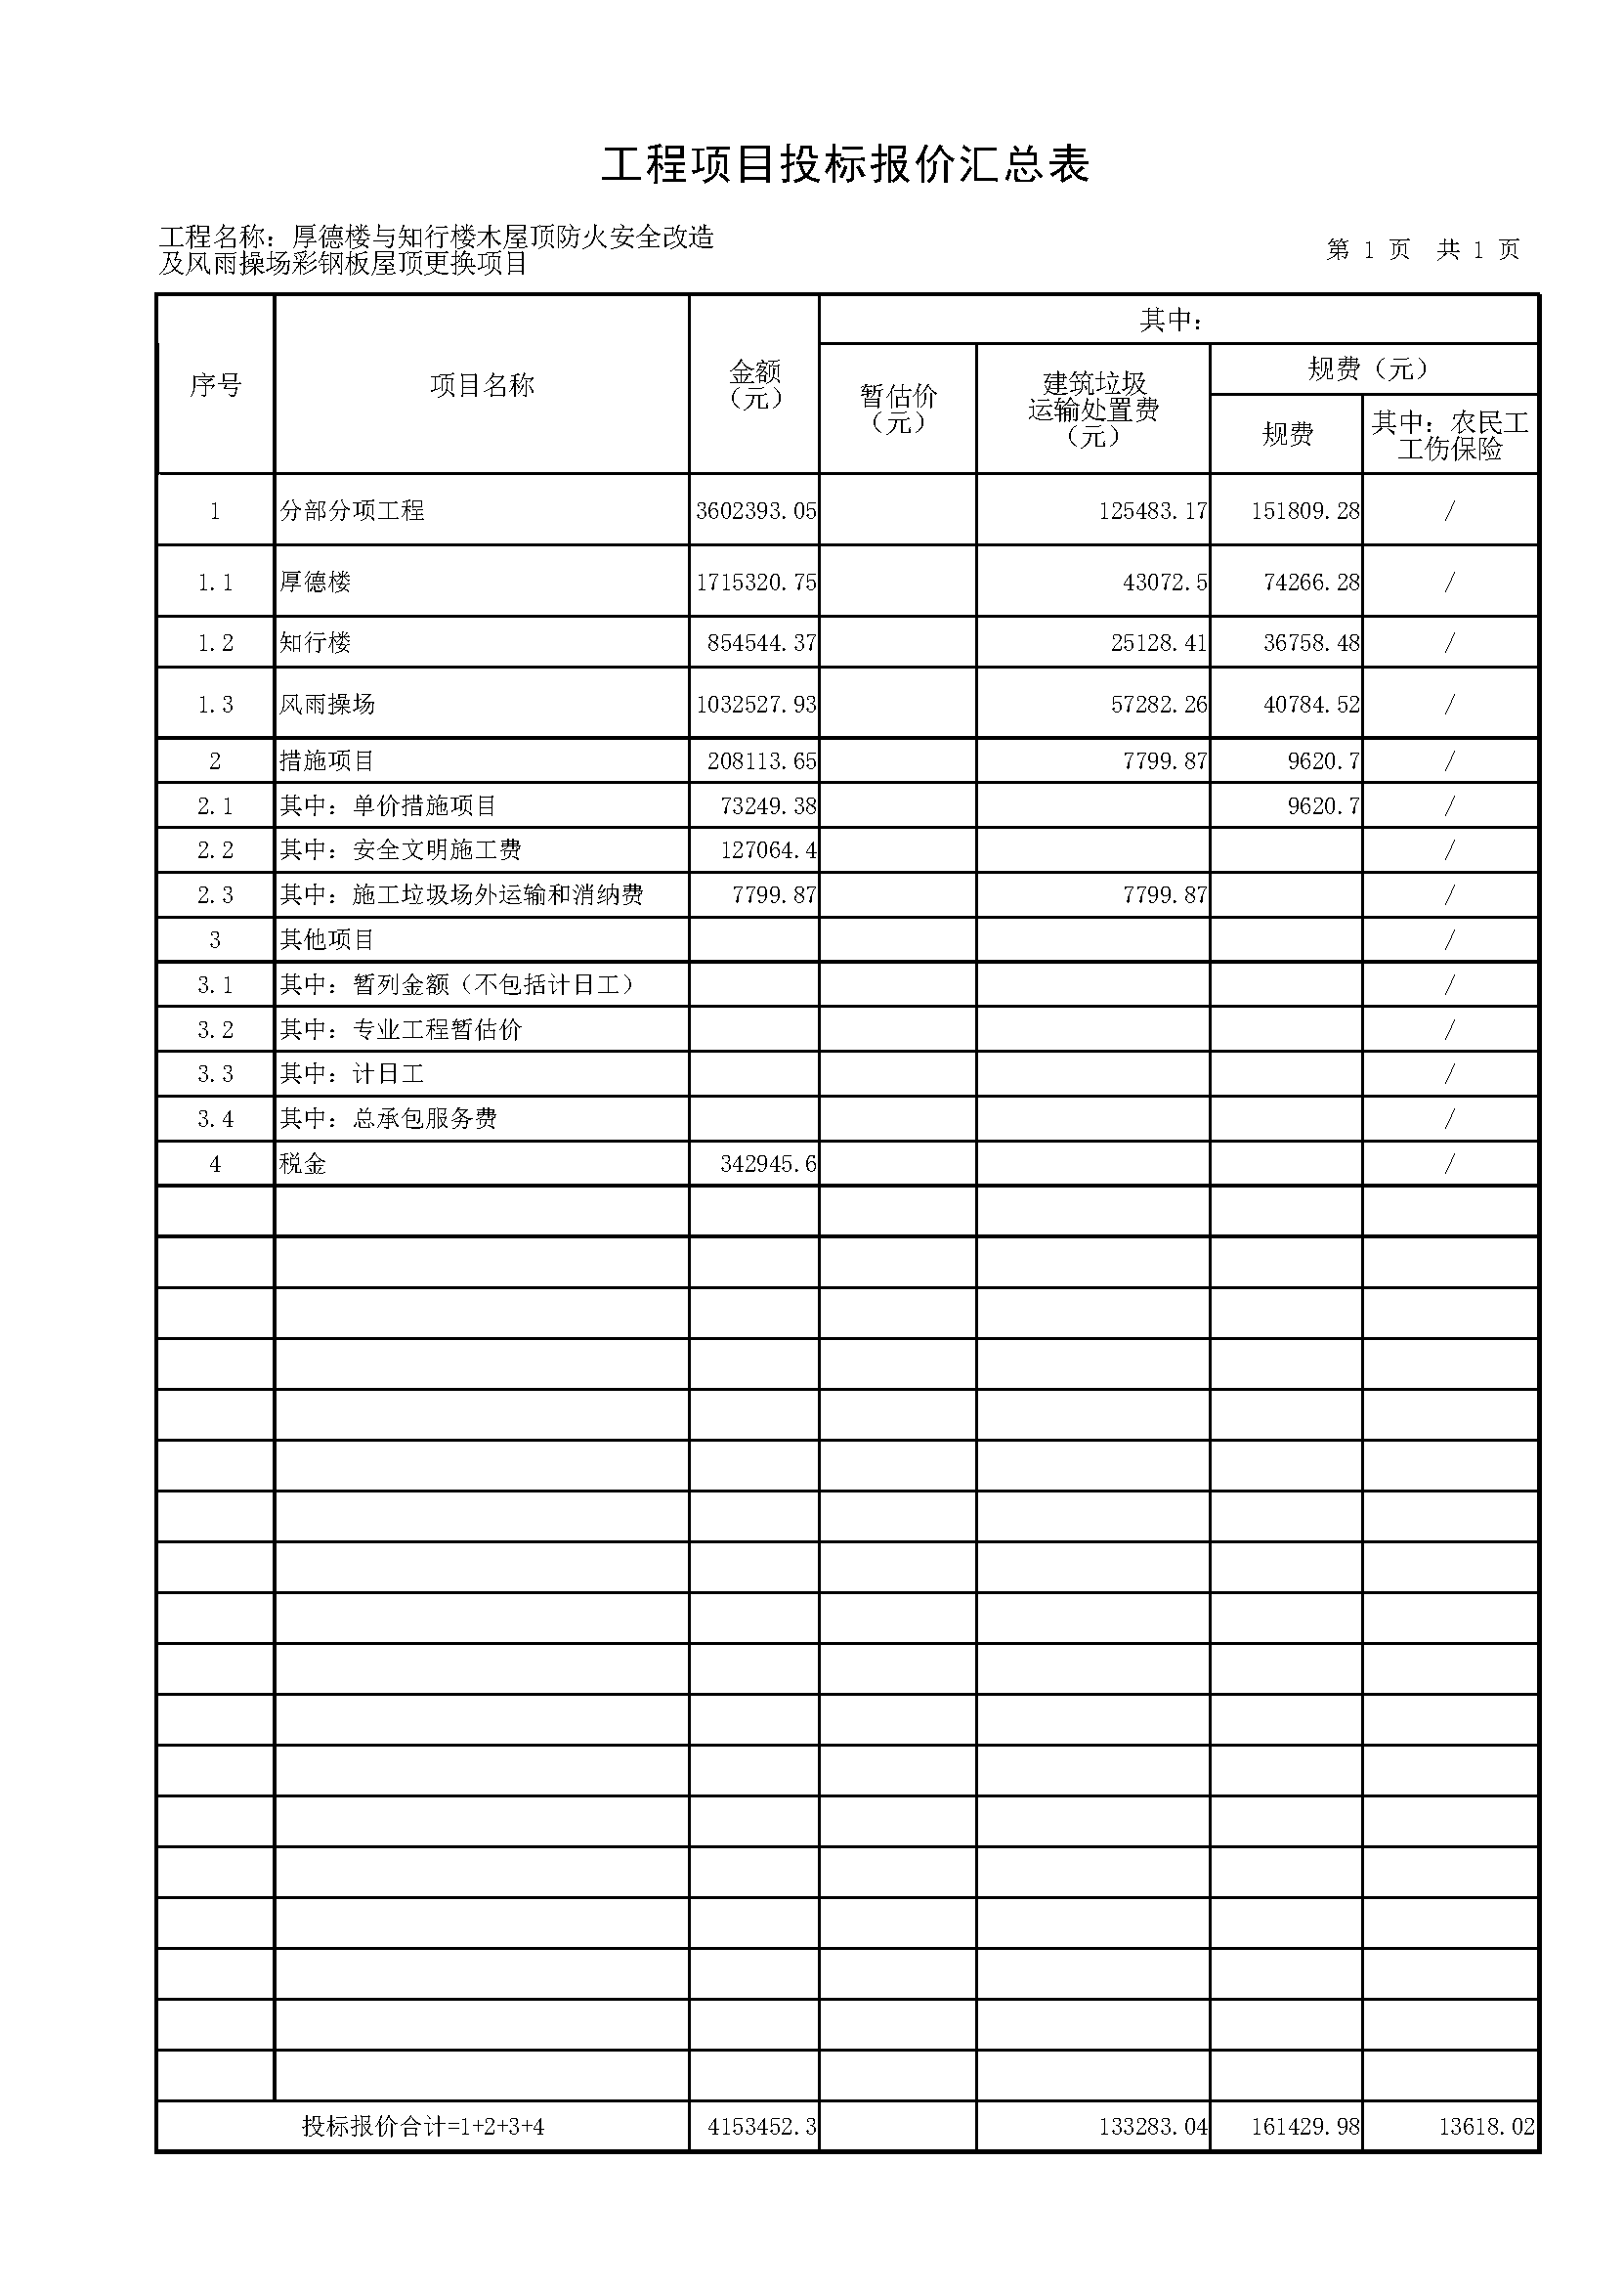 工程项目投标报价汇总表
工程名称：厚德楼与知行楼木屋顶防火安全改造
及风雨操场彩钢板屋顶更换项目
第 1 页 共 1 页
序号 项目名称 金额
（元） 其中：
暂估价
（元） 建筑垃圾
运输处置费
（元） 规费（元）
规费 其中：农民工
工伤保险
1 分部分项工程 3602393.05 125483.17 151809.28 /
1.1 厚德楼 1715320.75 43072.5 74266.28 /
1.2 知行楼 854544.37 25128.41 36758.48 /
1.3 风雨操场 1032527.93 57282.26 40784.52 /
2 措施项目 208113.65 7799.87 9620.7 /
2.1 其中：单价措施项目 73249.38 9620.7 /
2.2 其中：安全文明施工费 127064.4 /
2.3 其中：施工垃圾场外运输和消纳费 7799.87 7799.87 /
3 其他项目 /
3.1 其中：暂列金额（不包括计日工） /
3.2 其中：专业工程暂估价 /
3.3 其中：计日工 /
3.4 其中：总承包服务费 /
4 税金 342945.6 /
投标报价合计=1+2+3+4 4153452.3 133283.04 161429.98 13618.02